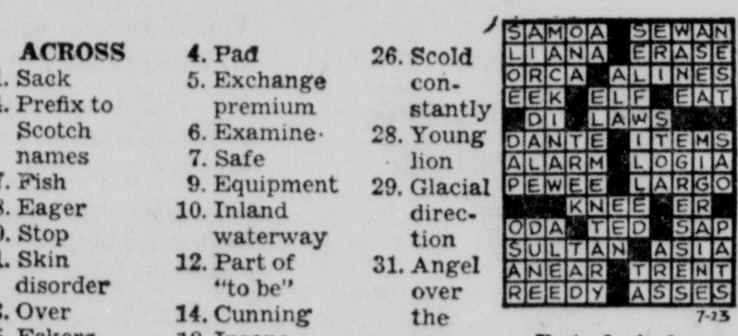 ACROSS
. Sack
. Prefix to
Scotch
names
. Fish
. Eager
. Stop
. Skin
disorder
. Over
4. Pad
5. Exchange
premium
6. Examine
7. Safe
9. Equipment
10. Inland
waterway
12. Part of
"to be"
14. Cunning
26. Scold
con-
stantly
28. Young
lion
29. Glacial
direc-
tion
31. Angel
over
the
SAMOA SEWAN
LIANA ERASE
ORCA ALINES
EEK ELF EAT
DI LAWS
DANTE ITEMS
ALARM LOGIA
PEWEE LARGO
KNEE ER
ODA TED SAP
SULTAN ASIA
ANEAR TRENT
REEDY ASSES
7-23